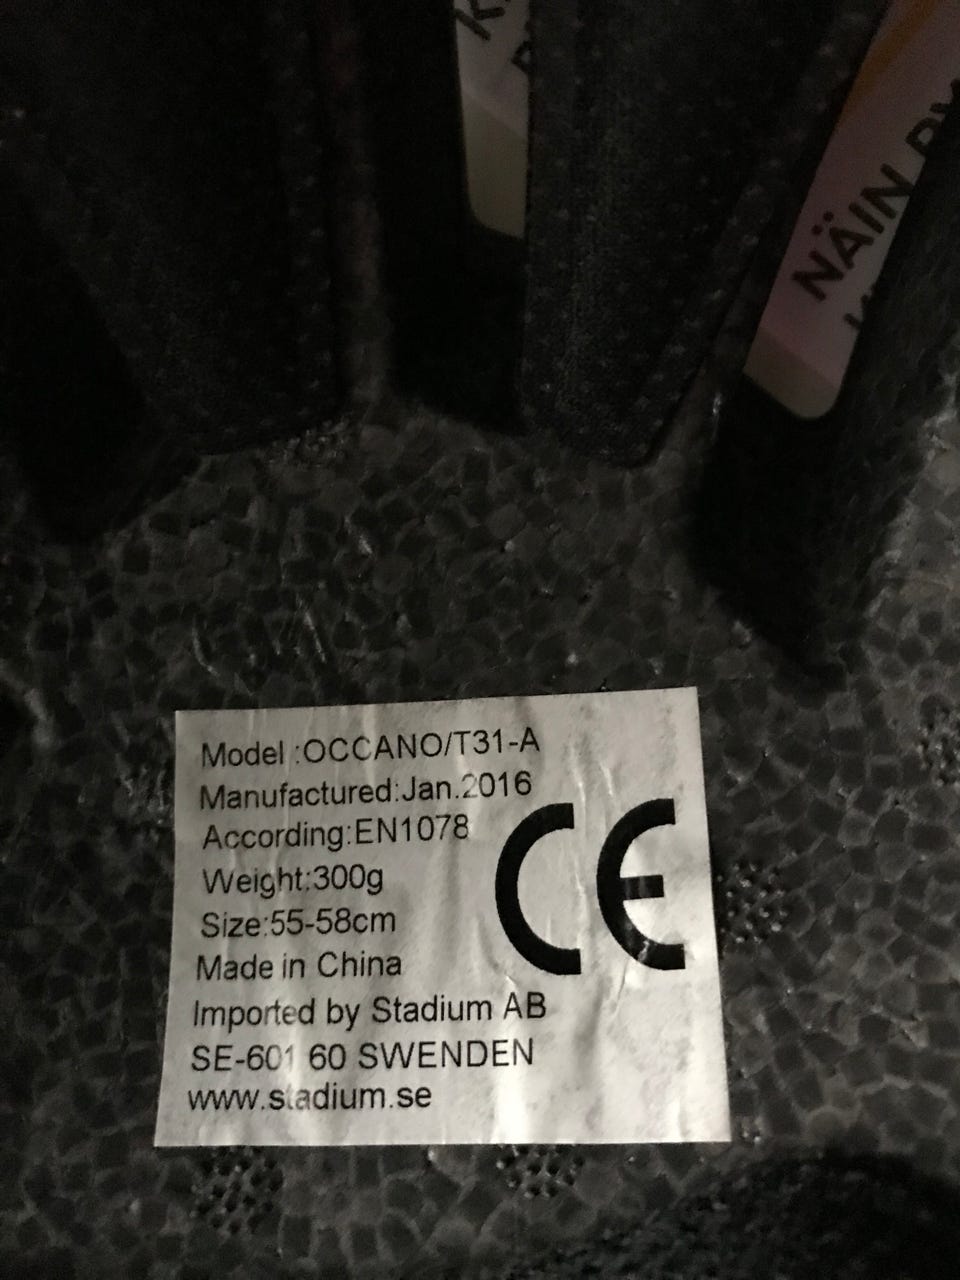 NÄIN
Model :OCCANO/T31-A
Manufactured:Jan.2016
According:EN1078
Weight:300g
Size:55-58cm
Made in China
Imported by Stadium AB
SE-601 60 SWENDEN
www.stadium.se
CE